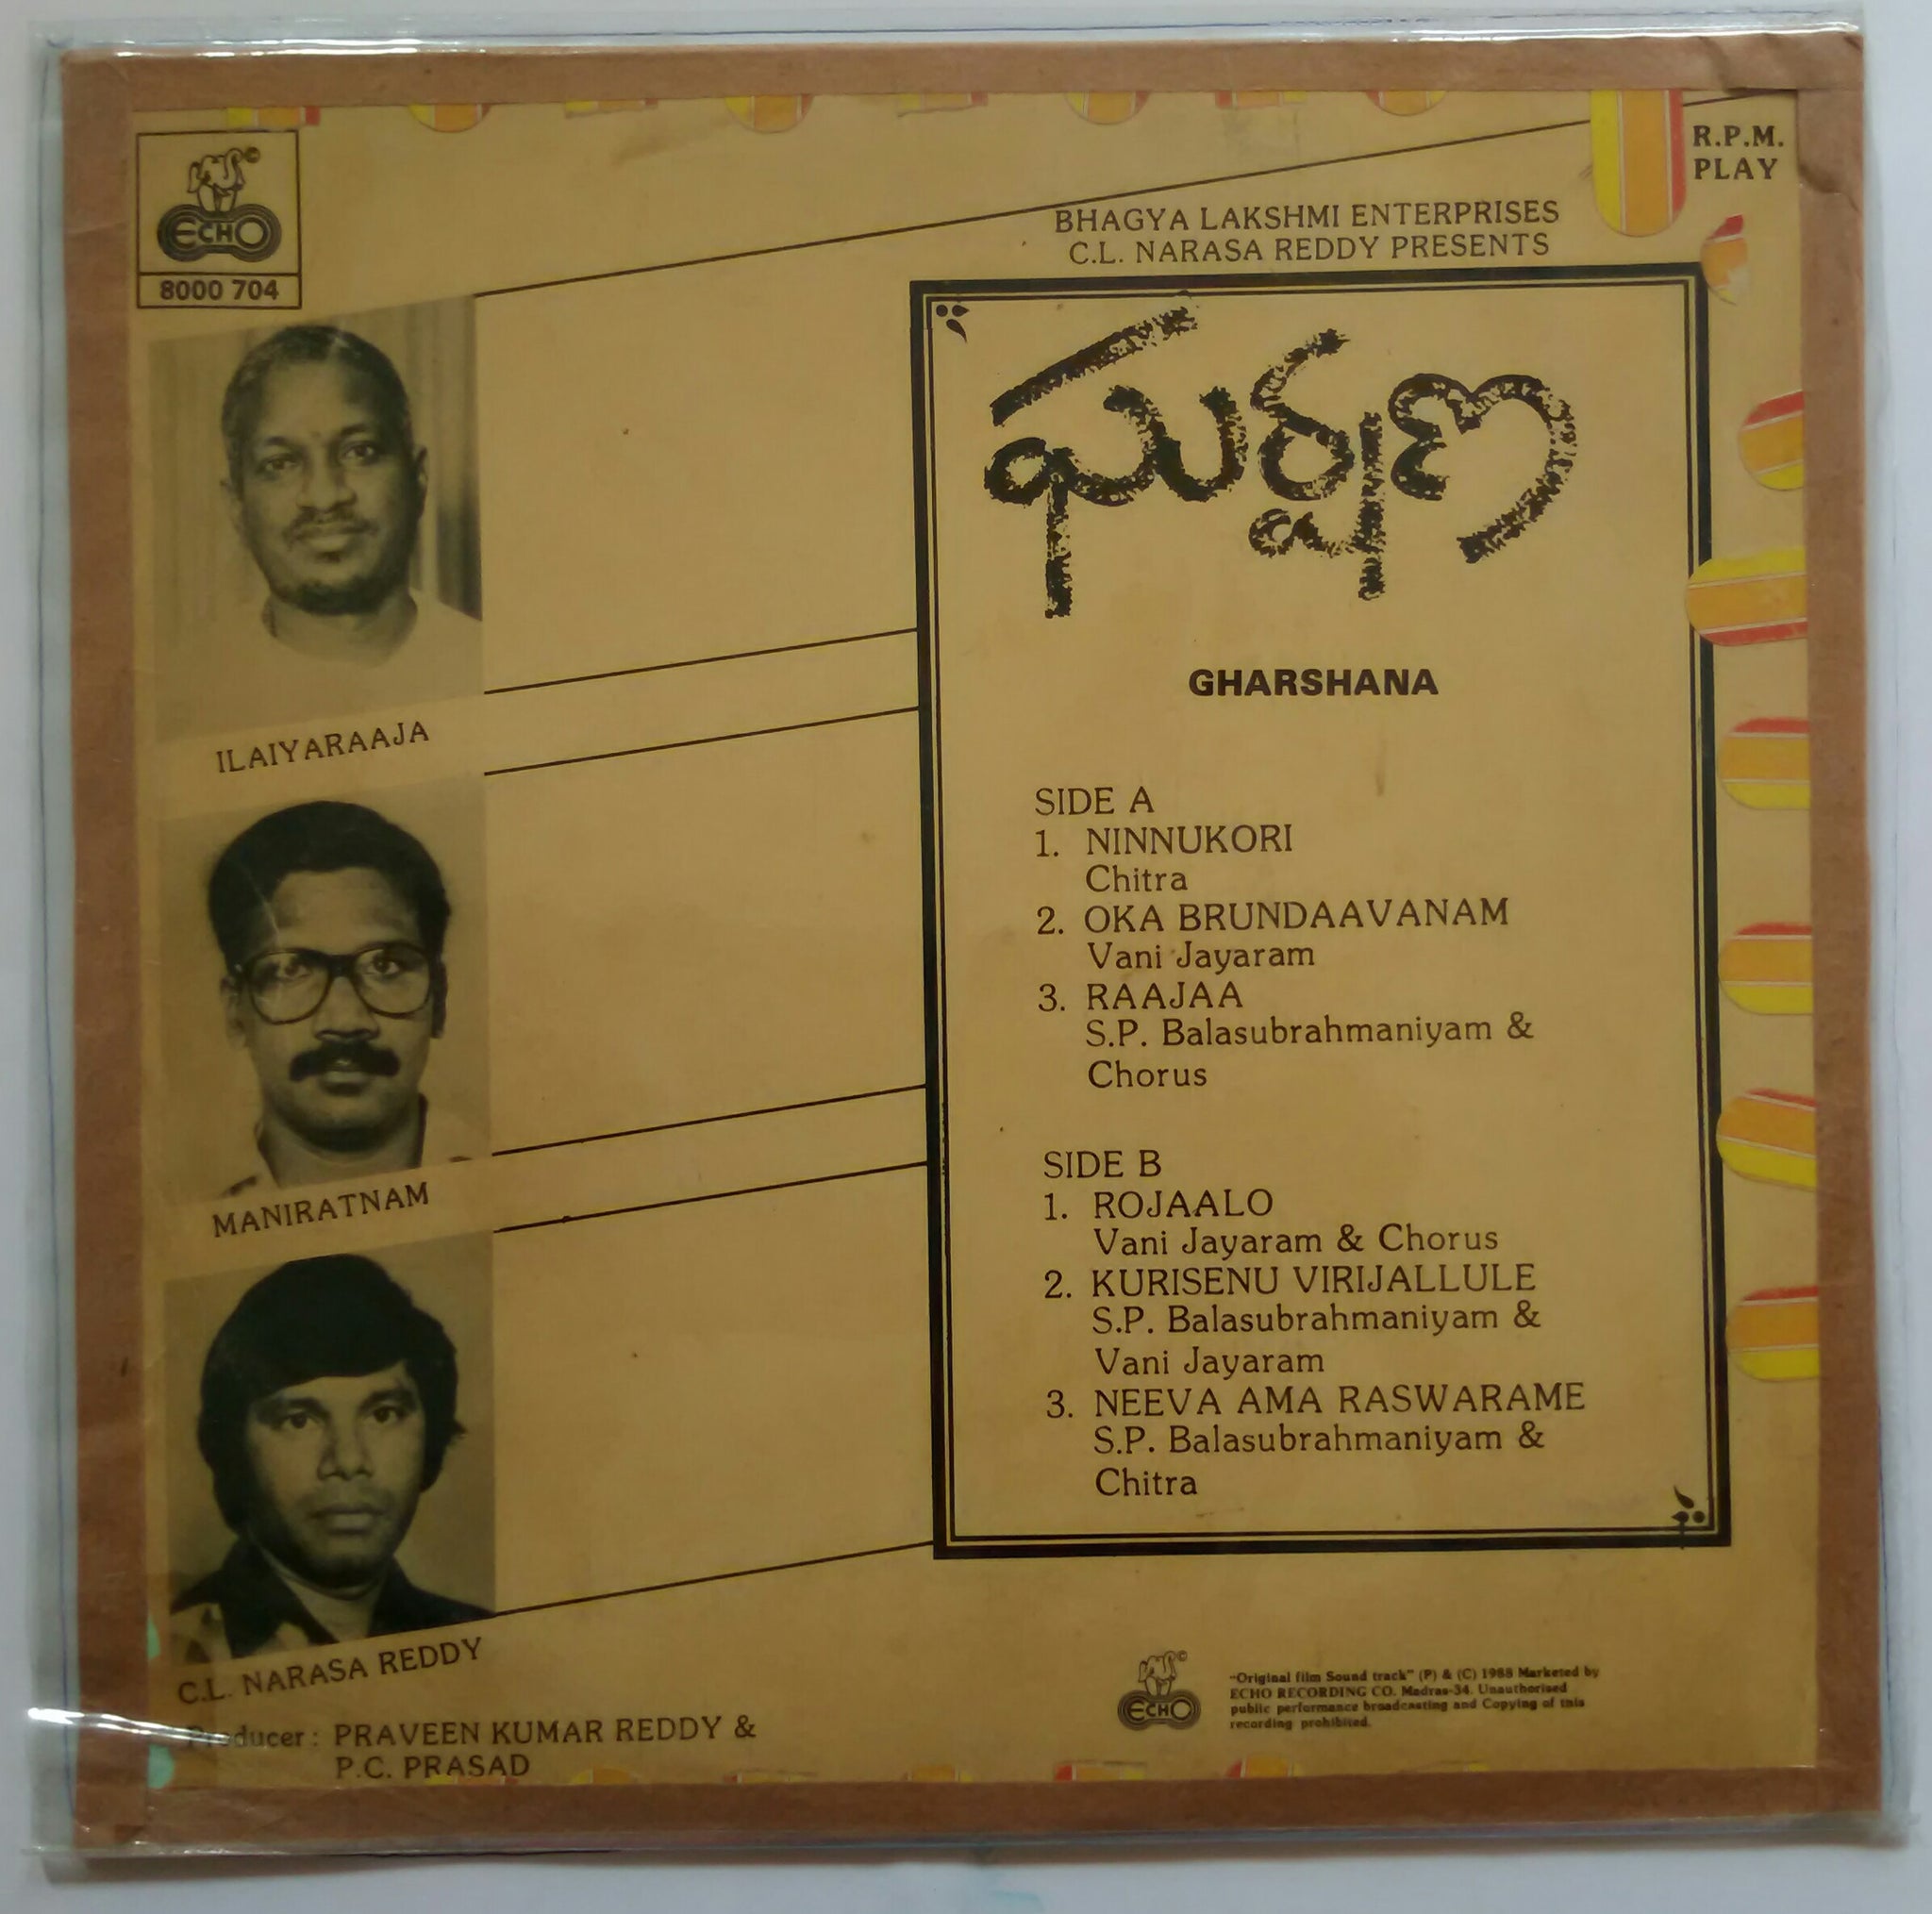 ECHO
8000 704
R.P.M.
PLAY
BHAGYA LAKSHMI ENTERPRISES
C.L. NARASA REDDY PRESENTS
ఘర్షణ
GHARSHANA
SIDE A
1. NINNUKORI
Chitra
2. OKA BRUNDAAVANAM
Vani Jayaram
3. RAAJAA
S.P. Balasubrahmaniyam &
Chorus
SIDE B
1. ROJAALO
Vani Jayaram & Chorus
2. KURISENU VIRIJALLULE
S.P. Balasubrahmaniyam &
Vani Jayaram
3. NEEVA AMA RASWARAME
S.P. Balasubrahmaniyam &
Chitra
ILAIYARAAJA
MANIRATNAM
C.L. NARASA REDDY
Producer : PRAVEEN KUMAR REDDY &
P.C. PRASAD
ECHO
"Original film Sound track" (P) & (C) 1988 Marketed by
ECHO RECORDING CO. Madras-34. Unauthorised
public performance broadcasting and Copying of this
recording prohibited.